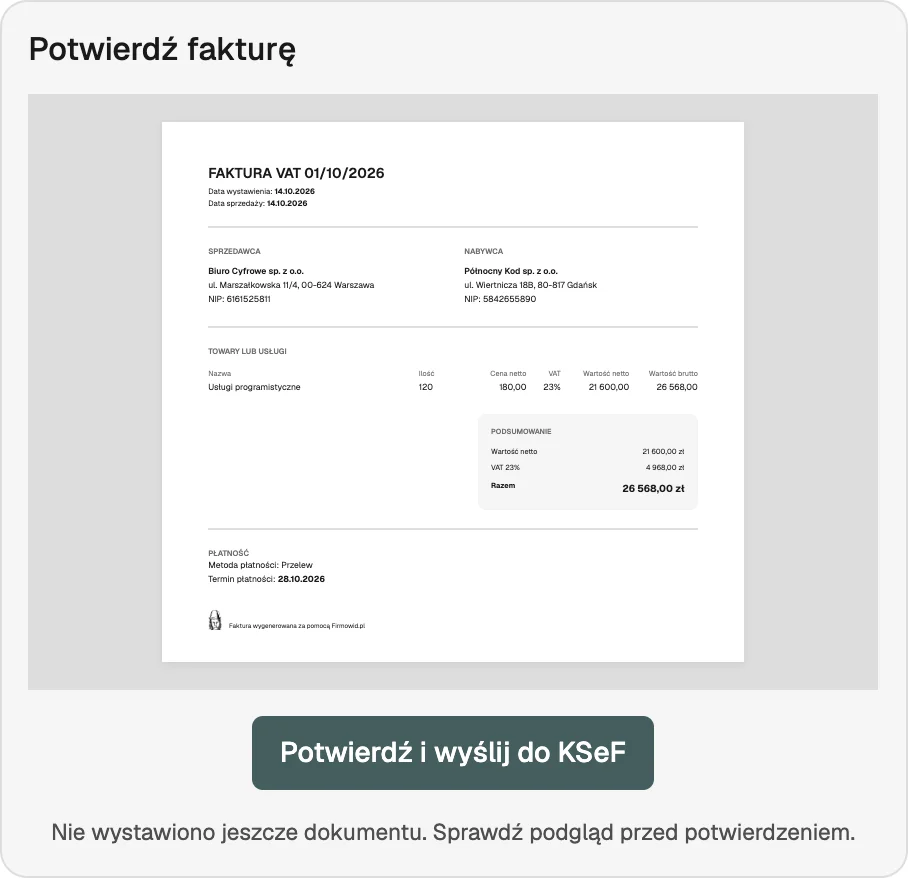 Potwierdź fakturę
FAKTURA VAT 01/10/2026
Data wystawienia: 14.10.2026
Data sprzedaży: 14.10.2026
SPRZEDAWCA
Biuro Cyfrowe sp. z o.o.
ul. Marszałkowska 11/4, 00-624 Warszawa
NIP: 6161525811
NABYWCA
Północny Kod sp. z o.o.
ul. Wiertnicza 18B, 80-817 Gdańsk
NIP: 5842655890
TOWARY LUB USŁUGI
Nazwa Ilość Cena netto VAT Wartość netto Wartość brutto
Usługi programistyczne 120 180,00 23% 21 600,00 26 568,00
PODSUMOWANIE
Wartość netto 21 600,00 zł
VAT 23% 4 968,00 zł
Razem 26 568,00 zł
PŁATNOŚĆ
Metoda płatności: Przelew
Termin płatności: 28.10.2026
Faktura wygenerowana za pomocą Firmowid.pl
Potwierdź i wyślij do KSeF
Nie wystawiono jeszcze dokumentu. Sprawdź podgląd przed potwierdzeniem.